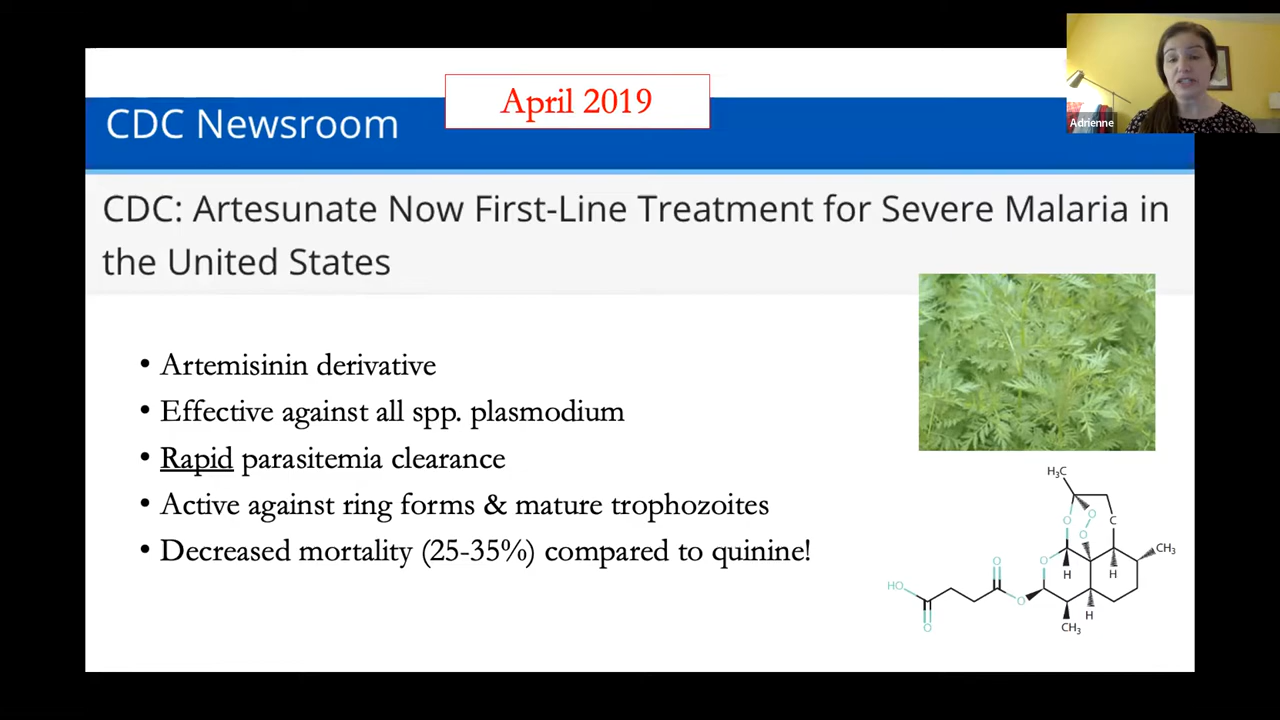 April 2019
CDC Newsroom
Adrienne
CDC: Artesunate Now First-Line Treatment for Severe Malaria in
the United States
• Artemisinin derivative
• Effective against all spp. plasmodium
• Rapid parasitemia clearance
• Active against ring forms & mature trophozoites
• Decreased mortality (25-35%) compared to quinine!
H₃C
O
O
C
O
O
O
CH₃
H
H
HO
O
O
H
CH₃